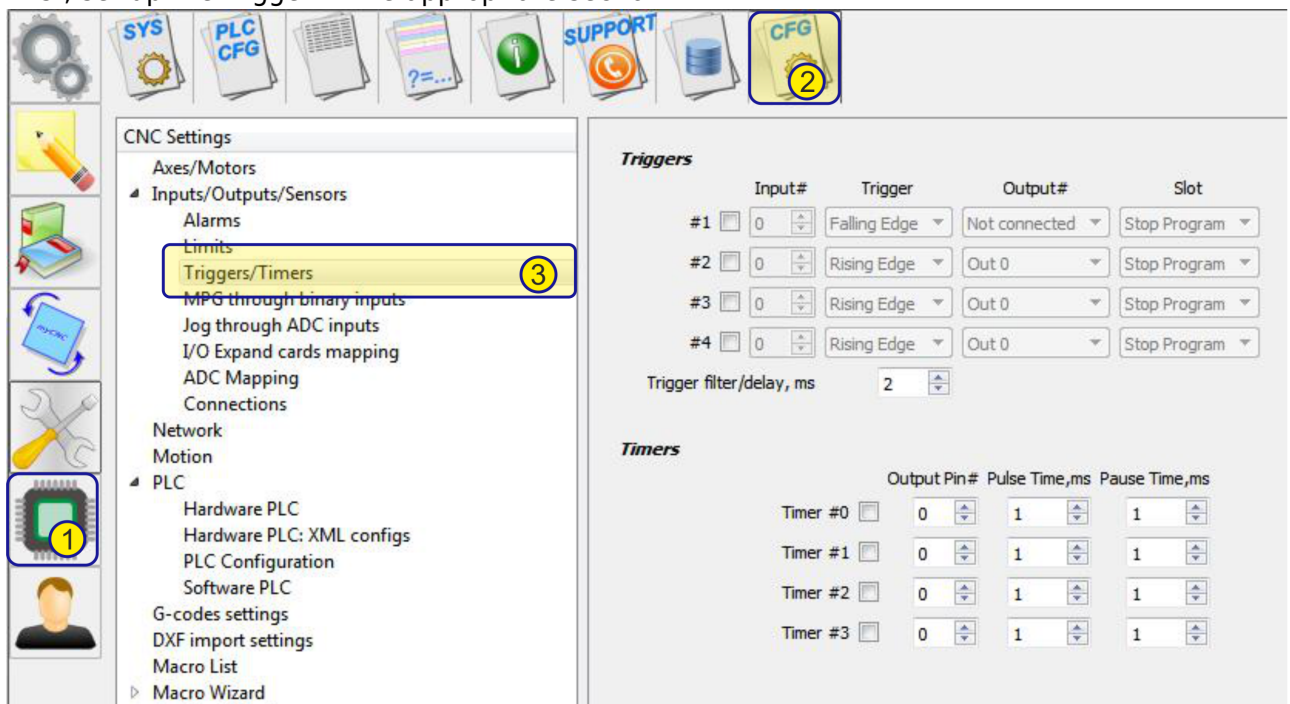 SYS
PLC
CFG
?=...
i
SUPPORT
CFG
2
myCNC
1
CNC Settings
Axes/Motors
Inputs/Outputs/Sensors
Alarms
Limits
Triggers/Timers
3
MPG through binary inputs
Jog through ADC inputs
I/O Expand cards mapping
ADC Mapping
Connections
Network
Motion
PLC
Hardware PLC
Hardware PLC: XML configs
PLC Configuration
Software PLC
G-codes settings
DXF import settings
Macro List
Macro Wizard
Triggers
Input# Trigger Output# Slot
#1 0 Falling Edge Not connected Stop Program
#2 0 Rising Edge Out 0 Stop Program
#3 0 Rising Edge Out 0 Stop Program
#4 0 Rising Edge Out 0 Stop Program
Trigger filter/delay, ms 2
Timers
Output Pin# Pulse Time,ms Pause Time,ms
Timer #0 0 1 1
Timer #1 0 1 1
Timer #2 0 1 1
Timer #3 0 1 1